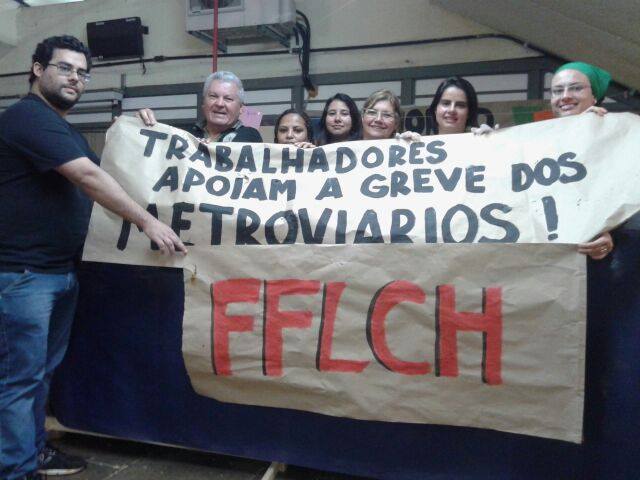 TRABALHADORES
APOIAM A GREVE DOS
METROVIARIOS!
FFLCH